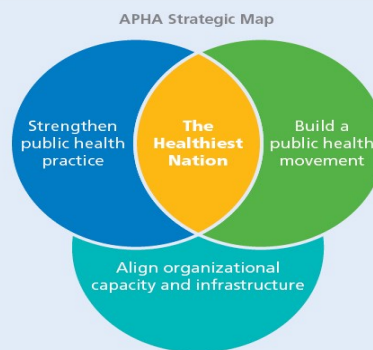 APHA Strategic Map
Strengthen
public health
practice
The
Healthiest
Nation
Build a
public health
movement
Align organizational
capacity and infrastructure